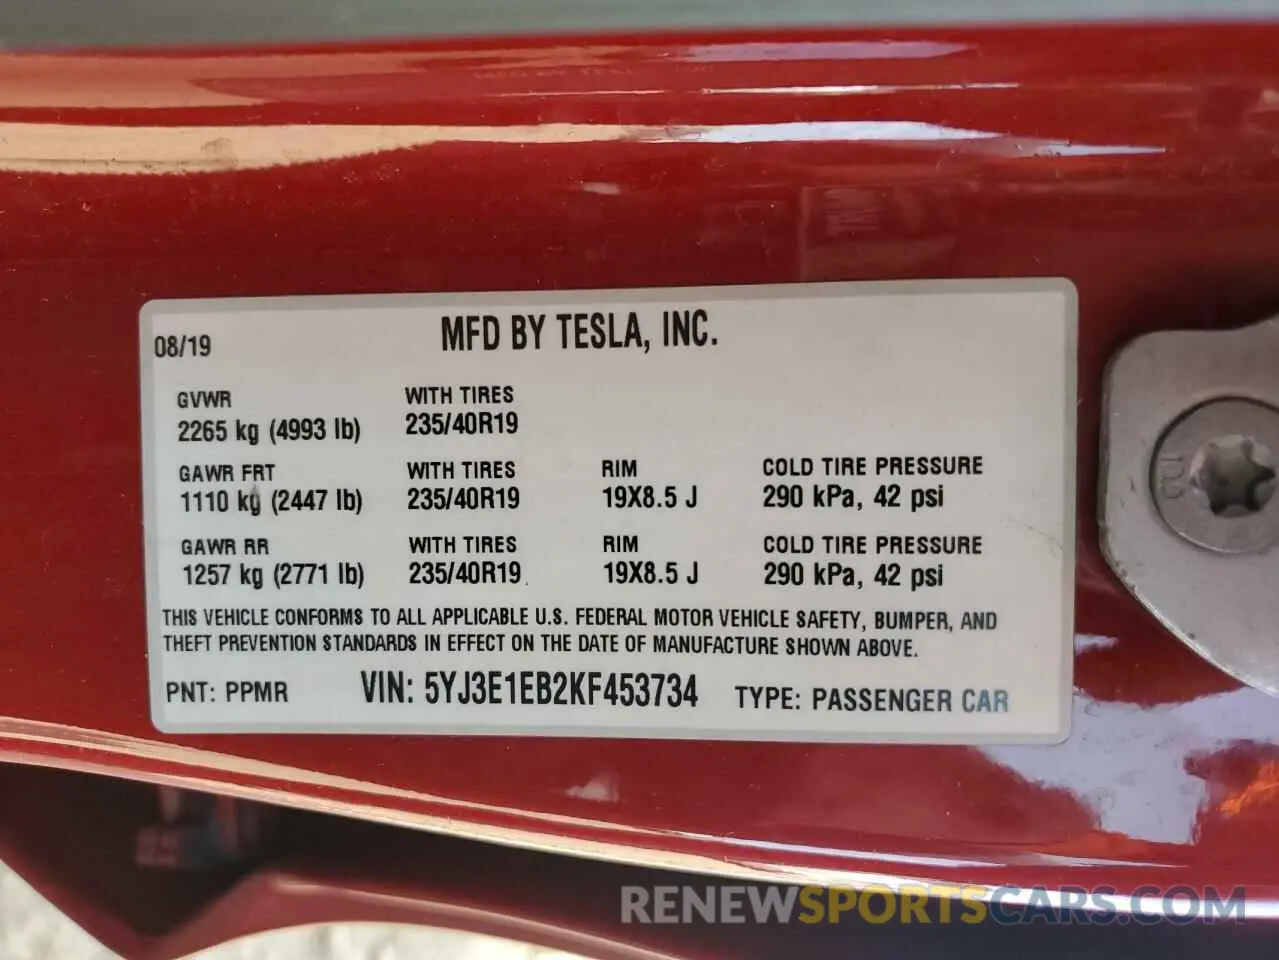 08/19 MFD BY TESLA, INC.
GVWR WITH TIRES
2265 kg (4993 lb) 235/40R19
GAWR FRT WITH TIRES RIM COLD TIRE PRESSURE
1110 kg (2447 lb) 235/40R19 19X8.5 J 290 kPa, 42 psi
GAWR RR WITH TIRES RIM COLD TIRE PRESSURE
1257 kg (2771 lb) 235/40R19 19X8.5 J 290 kPa, 42 psi
THIS VEHICLE CONFORMS TO ALL APPLICABLE U.S. FEDERAL MOTOR VEHICLE SAFETY, BUMPER, AND
THEFT PREVENTION STANDARDS IN EFFECT ON THE DATE OF MANUFACTURE SHOWN ABOVE.
PNT: PPMR VIN: 5YJ3E1EB2KF453734 TYPE: PASSENGER CAR
RENEWSPORTSCARS.COM